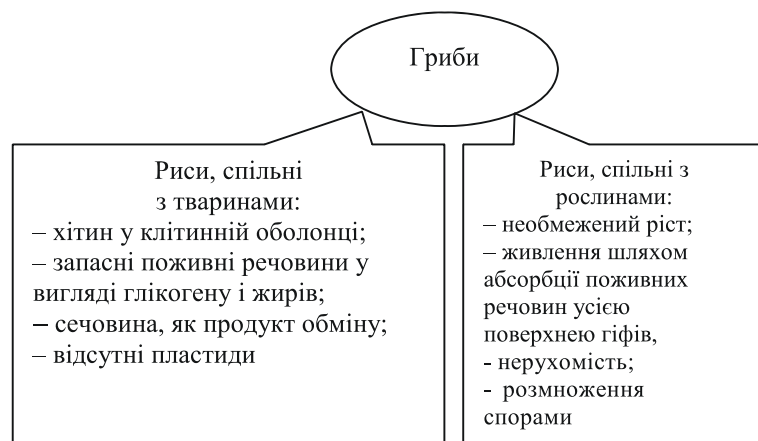 Гриби
Риси, спільні
з тваринами:
– хітин у клітинній оболонці;
– запасні поживні речовини у
вигляді глікогену і жирів;
– сечовина, як продукт обміну;
– відсутні пластиди
Риси, спільні з
рослинами:
– необмежений ріст;
– живлення шляхом
абсорбції поживних
речовин усією
поверхнею гіфів,
- нерухомість;
- розмноження
спорами